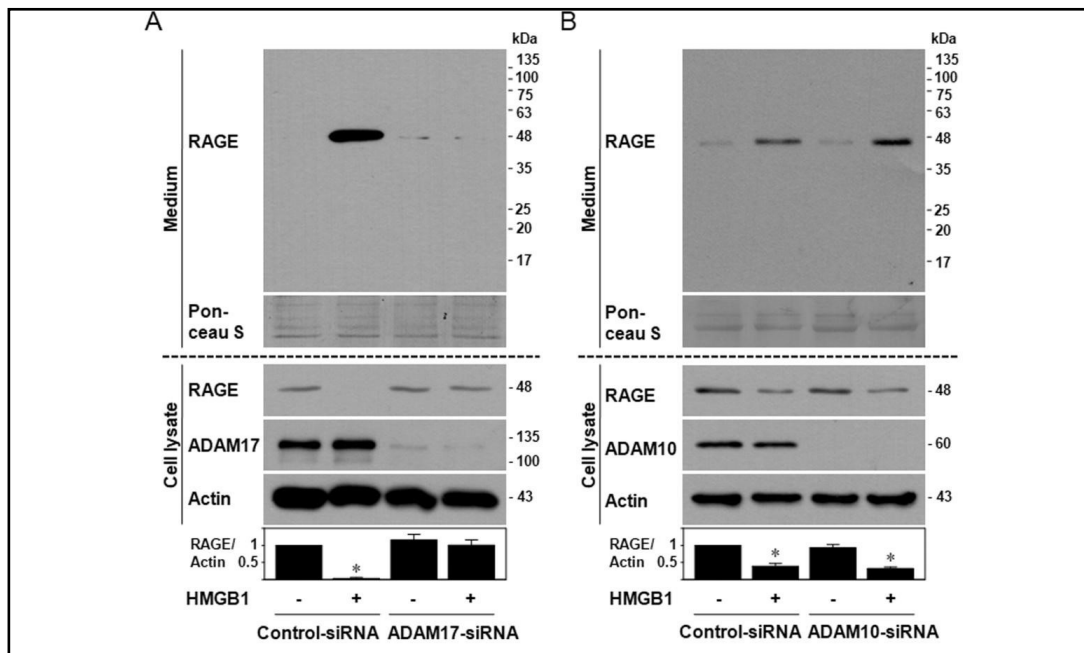 A
kDa
135
100
75
63
48
35
25
20
17
Medium
RAGE
Pon-
ceau S
Cell lysate
RAGE
48
ADAM17
135
100
Actin
43
RAGE/
Actin
1
0.5
*
HMGB1
- + - +
Control-siRNA ADAM17-siRNA
B
kDa
135
100
75
63
48
35
25
20
17
Medium
RAGE
Pon-
ceau S
Cell lysate
RAGE
48
ADAM10
60
Actin
43
RAGE/
Actin
1
0.5
* *
HMGB1
- + - +
Control-siRNA ADAM10-siRNA